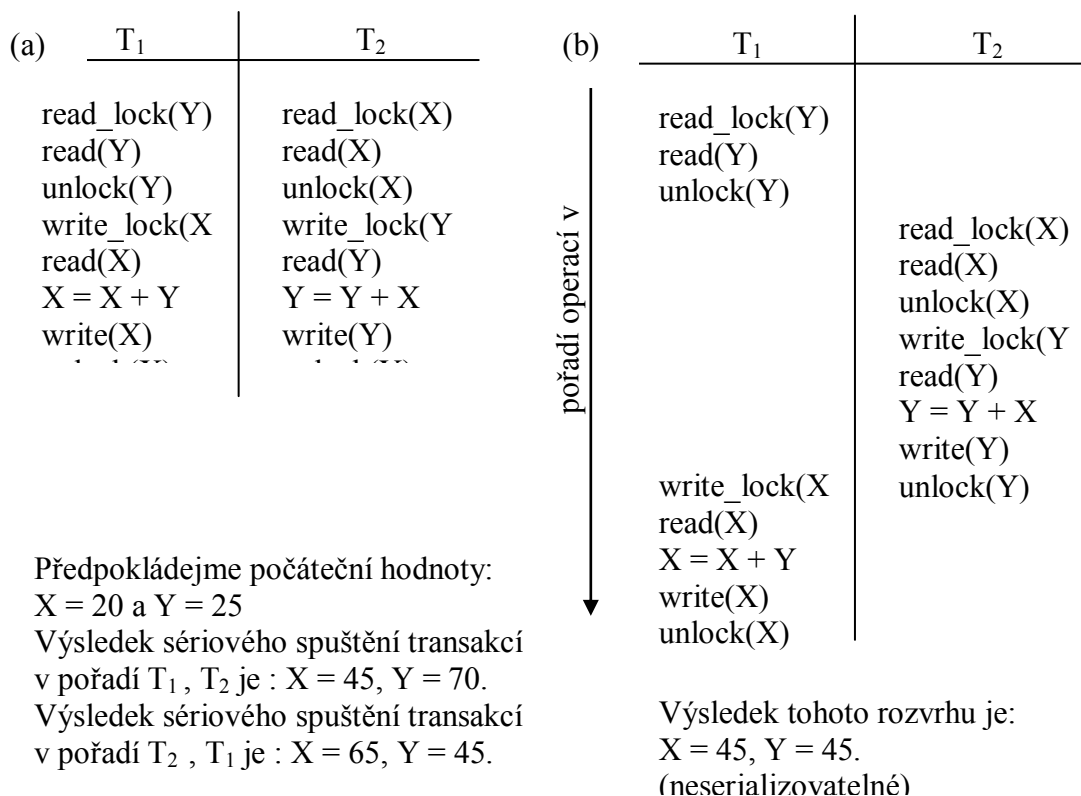 (a)
T1
T2
read_lock(Y)
read(Y)
unlock(Y)
write_lock(X
read(X)
X = X + Y
write(X)
read_lock(X)
read(X)
unlock(X)
write_lock(Y
read(Y)
Y = Y + X
write(Y)
Předpokládejme počáteční hodnoty:
X = 20 a Y = 25
Výsledek sériového spuštění transakcí
v pořadí T1 , T2 je : X = 45, Y = 70.
Výsledek sériového spuštění transakcí
v pořadí T2 , T1 je : X = 65, Y = 45.
(b)
T1
T2
pořadí operací v
read_lock(Y)
read(Y)
unlock(Y)
read_lock(X)
read(X)
unlock(X)
write_lock(Y
read(Y)
Y = Y + X
write(Y)
unlock(Y)
write_lock(X
read(X)
X = X + Y
write(X)
unlock(X)
Výsledek tohoto rozvrhu je:
X = 45, Y = 45.
(neserializovatelné)